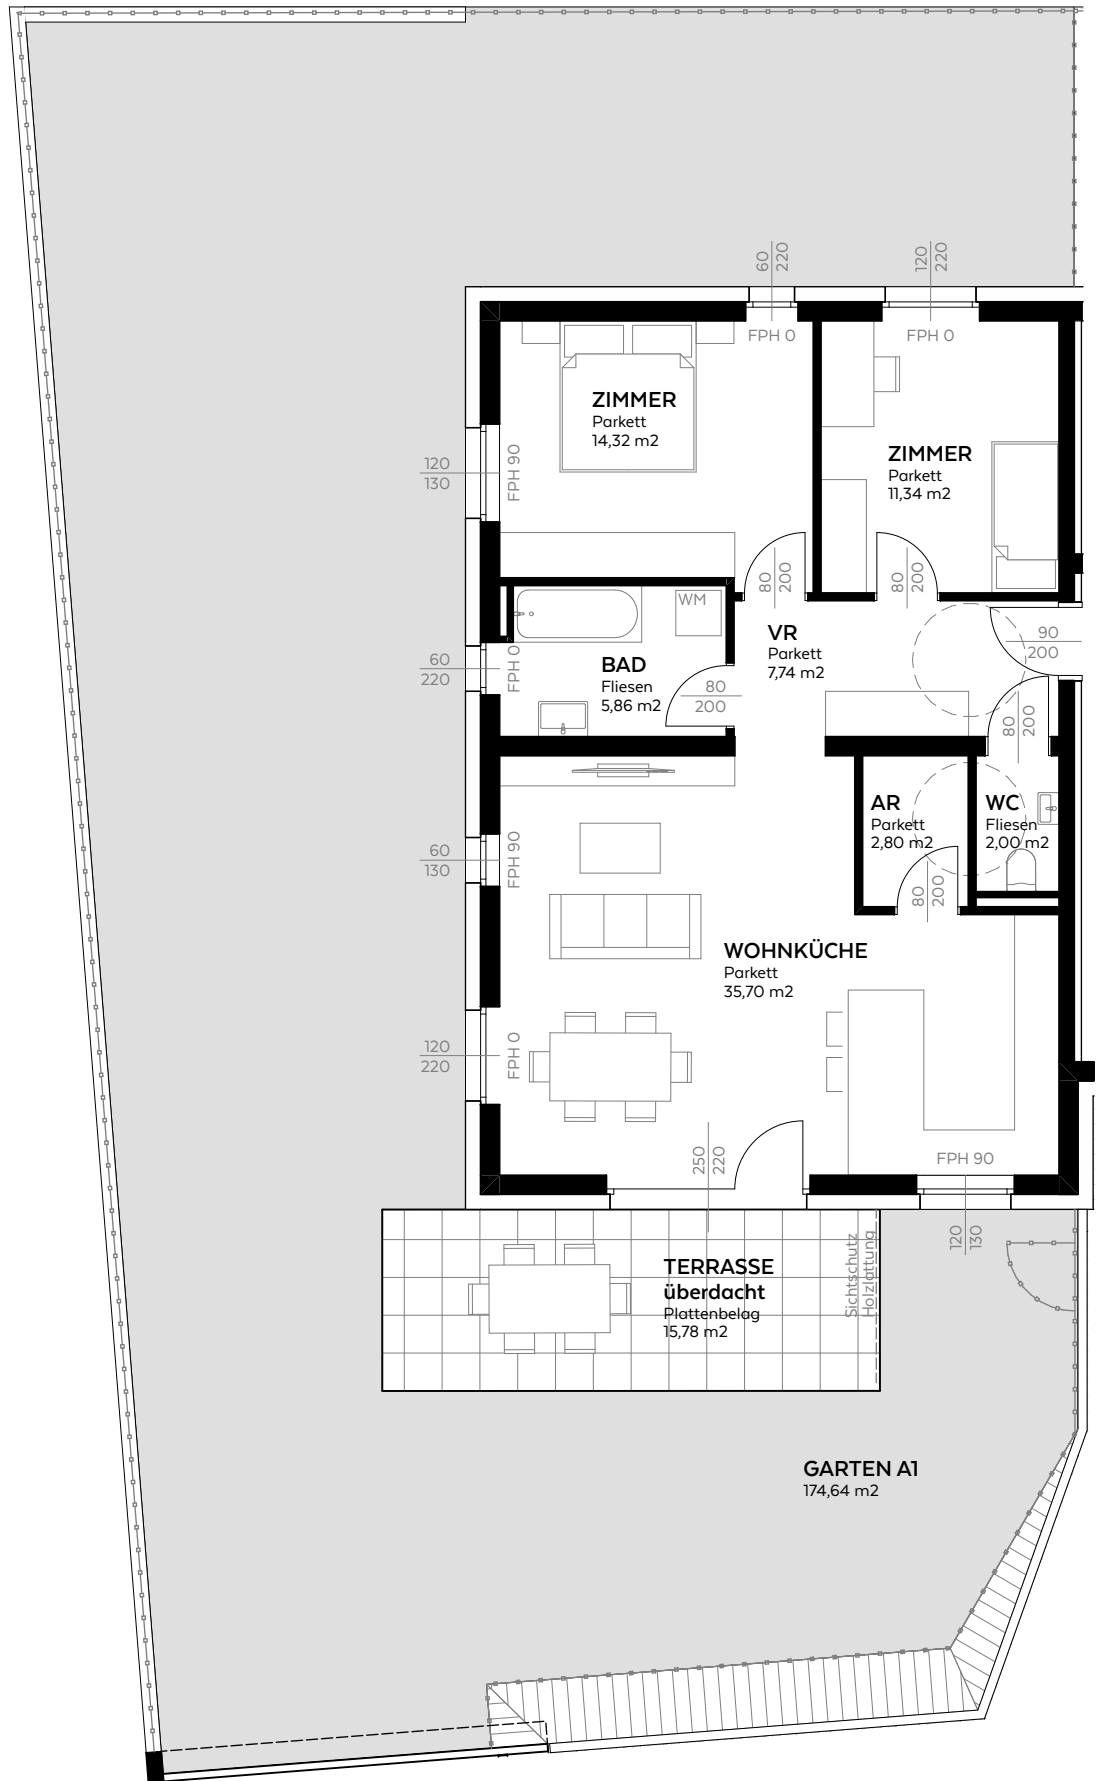 60
220
120
220
FPH 0
FPH 0
ZIMMER
Parkett
14,32 m2
ZIMMER
Parkett
11,34 m2
120
130
FPH 90
80
200
80
200
WM
VR
Parkett
7,74 m2
90
200
BAD
Fliesen
5,86 m2
60
220
FPH 0
80
200
80
200
AR
Parkett
2,80 m2
WC
Fliesen
2,00 m2
60
130
FPH 90
80
200
WOHNKÜCHE
Parkett
35,70 m2
120
220
FPH 0
250
220
FPH 90
120
130
TERRASSE
überdacht
Plattenbelag
15,78 m2
Sichtschutz
Holzlattung
GARTEN A1
174,64 m2